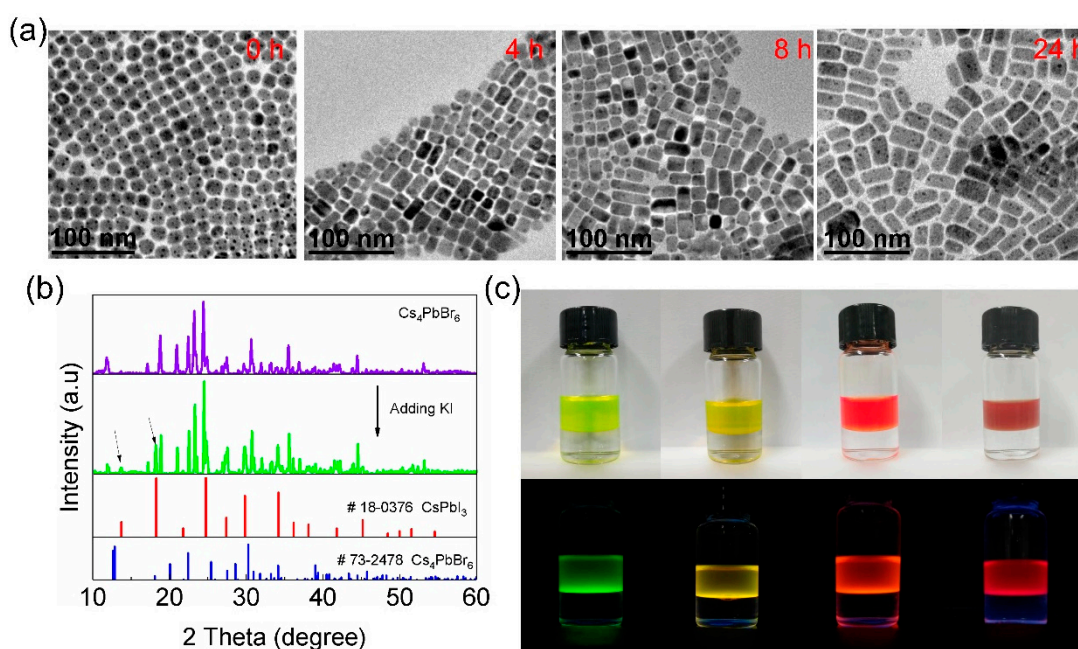 (a)
0 h
4 h
8 h
24 h
100 nm
100 nm
100 nm
100 nm
(b)
(c)
Cs₄PbBr₆
Adding KI
# 18-0376 CsPbI₃
# 73-2478 Cs₄PbBr₆
Intensity (a.u)
10 20 30 40 50 60
2 Theta (degree)